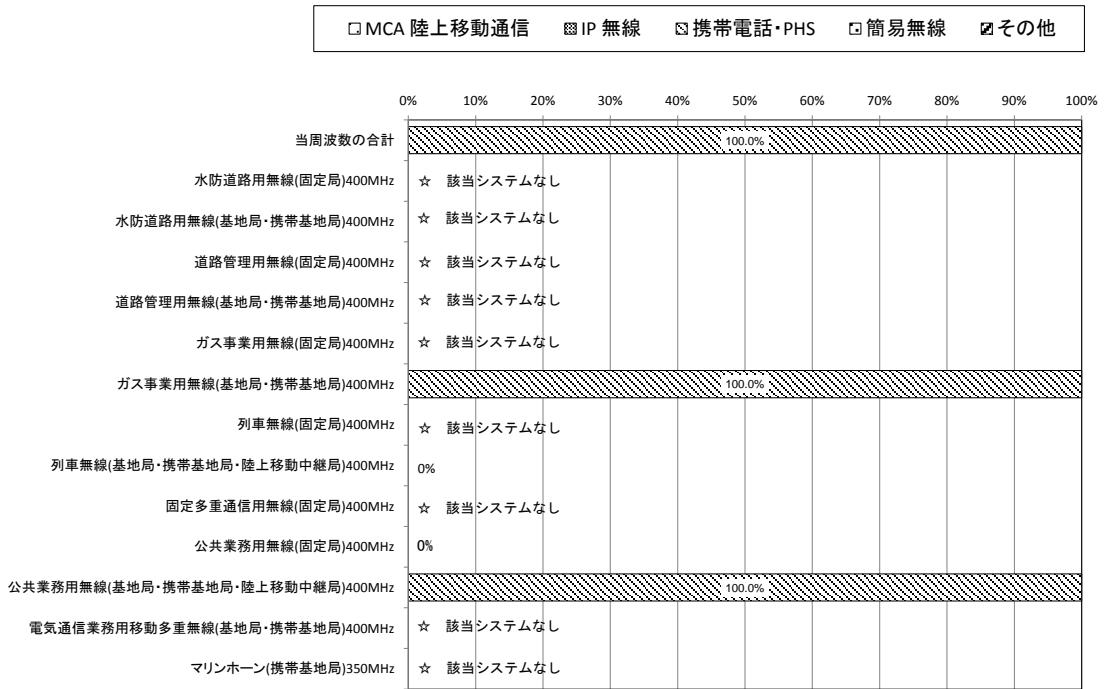 MCA 陸上移動通信 IP 無線 携帯電話・PHS 簡易無線 その他
0% 10% 20% 30% 40% 50% 60% 70% 80% 90% 100%
当周波数の合計 100.0%
水防道路用無線(固定局)400MHz ☆ 該当システムなし
水防道路用無線(基地局・携帯基地局)400MHz ☆ 該当システムなし
道路管理用無線(固定局)400MHz ☆ 該当システムなし
道路管理用無線(基地局・携帯基地局)400MHz ☆ 該当システムなし
ガス事業用無線(固定局)400MHz ☆ 該当システムなし
ガス事業用無線(基地局・携帯基地局)400MHz 100.0%
列車無線(固定局)400MHz ☆ 該当システムなし
列車無線(基地局・携帯基地局・陸上移動中継局)400MHz 0%
固定多重通信用無線(固定局)400MHz ☆ 該当システムなし
公共業務用無線(固定局)400MHz 0%
公共業務用無線(基地局・携帯基地局・陸上移動中継局)400MHz 100.0%
電気通信業務用移動多重無線(基地局・携帯基地局)400MHz ☆ 該当システムなし
マリンホーン(携帯基地局)350MHz ☆ 該当システムなし